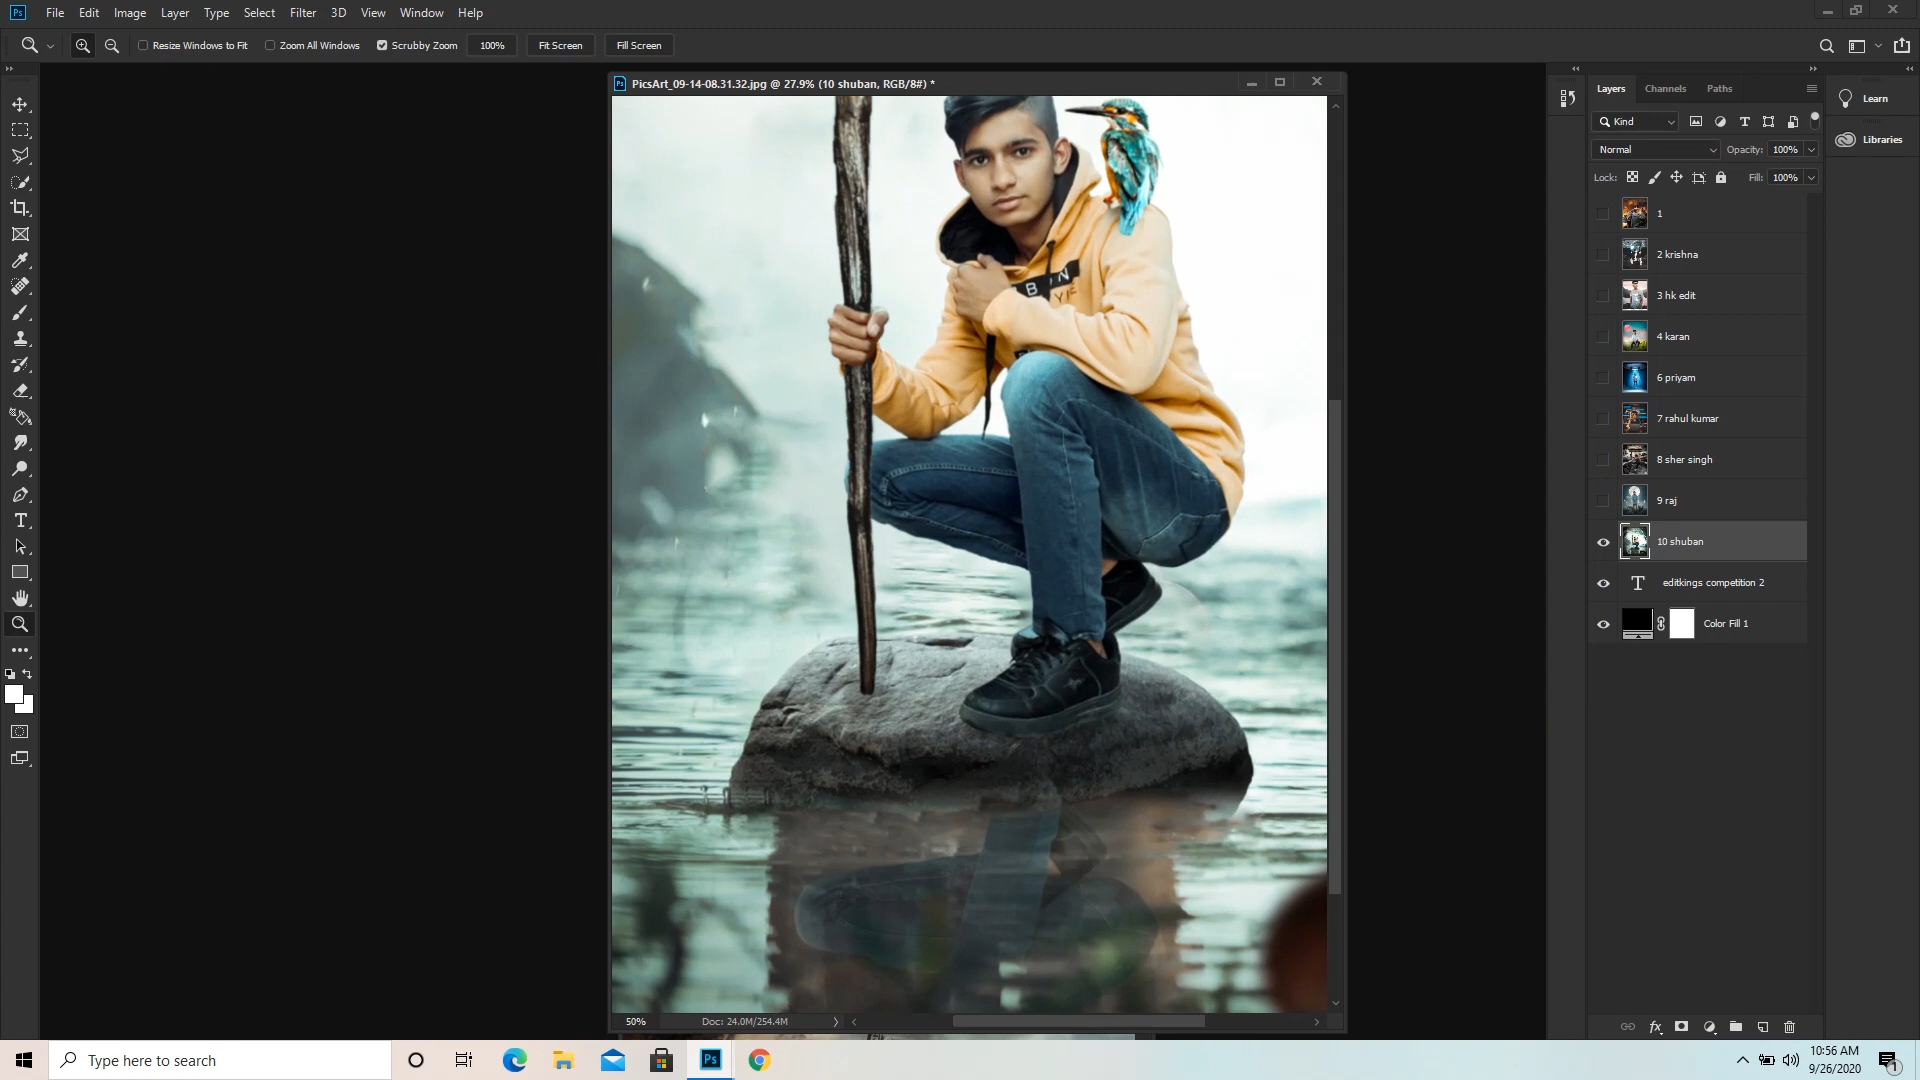 Ps File Edit Image Layer Type Select Filter 3D View Window Help
Resize Windows to Fit Zoom All Windows Scrubby Zoom 100% Fit Screen Fill Screen
Ps PicsArt_09-14-08.31.32.jpg @ 27.9% (10 shuban, RGB/8#) *
Layers Channels Paths
Learn
Kind
Normal Opacity: 100%
Libraries
Lock: Fill: 100%
1
2 krishna
3 hk edit
4 karan
6 priyam
7 rahul kumar
8 sher singh
9 raj
10 shuban
editkings competition 2
Color Fill 1
50% Doc: 24.0M/254.4M
Type here to search
Ps
10:56 AM
9/26/2020
1